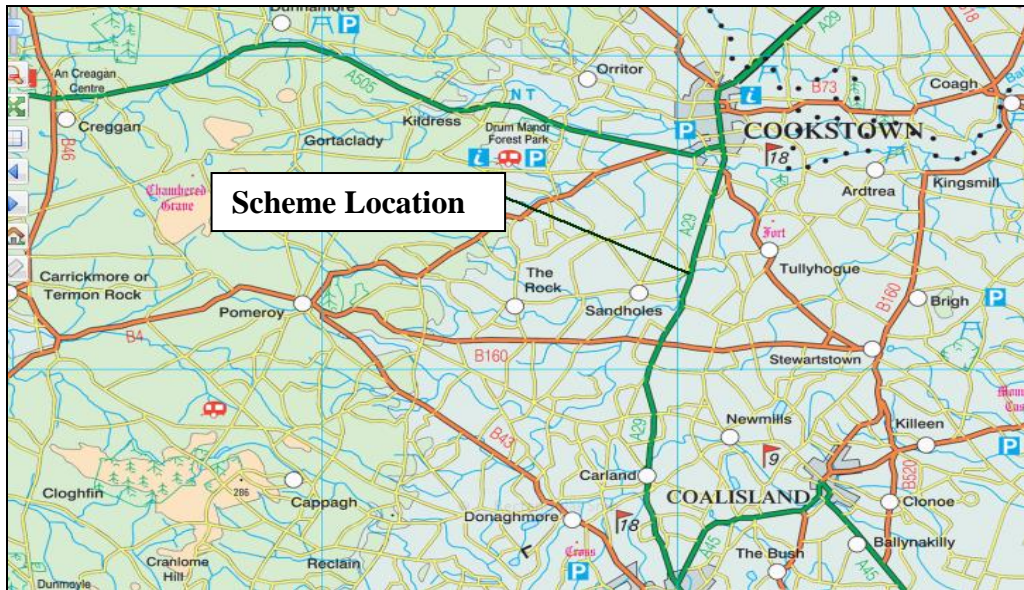 Dunnamore
P
A29
B18
An Creagan
Centre
A505
Orritor
Coagh
NT
B73
i
Creggan
Kildress
Drum Manor
Forest Park
P
COOKSTOWN
Gortaclady
i
P
18
B46
Ardtrea
Kingsmill
Chambered
Grave
Scheme Location
A29
Fort
Tullyhogue
B160
Carrickmore or
Termon Rock
The
Rock
Sandholes
Brigh
P
Pomeroy
B4
B160
Stewartstown
Newmills
Killeen
B43
A29
9
P
Carland
B520
Cloghfin
286
Cappagh
COALISLAND
Clonoe
Donaghmore
18
A45
Ballynakilly
Cranlome
Hill
Reclain
Cross
P
The Bush
A45
Dunmoyle